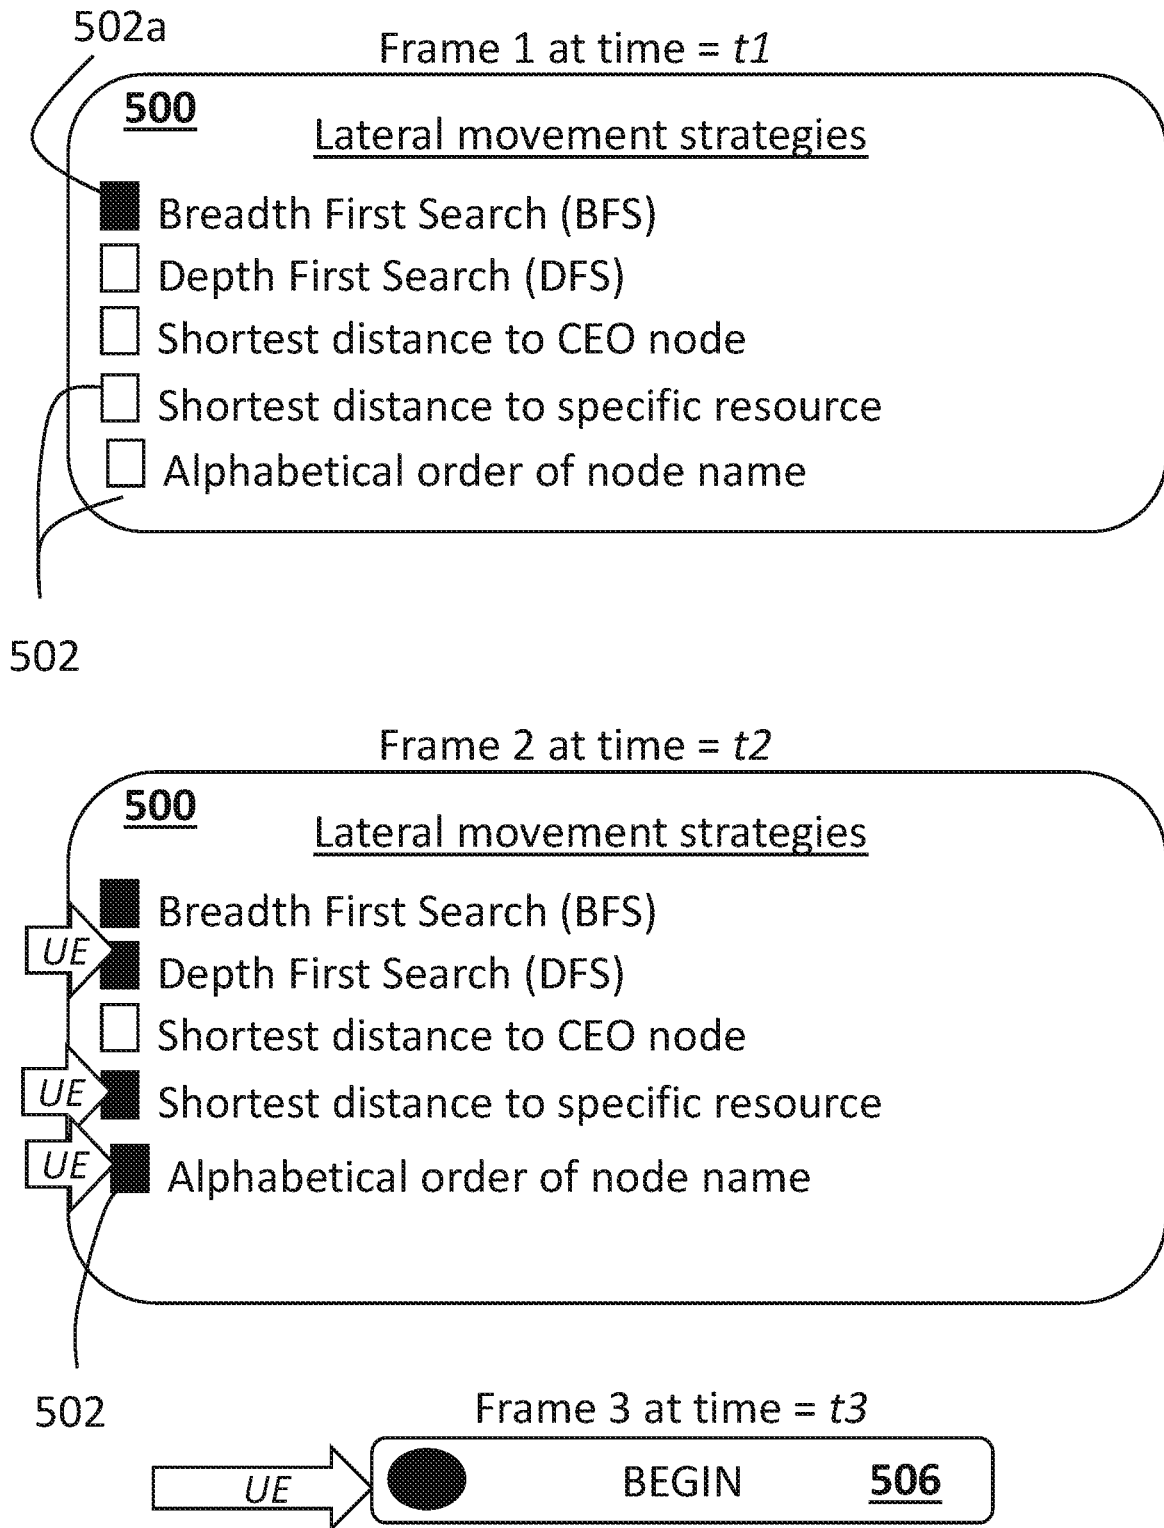 502a
Frame 1 at time = t1
500
Lateral movement strategies
Breadth First Search (BFS)
Depth First Search (DFS)
Shortest distance to CEO node
Shortest distance to specific resource
Alphabetical order of node name
502
Frame 2 at time = t2
500
Lateral movement strategies
Breadth First Search (BFS)
UE
Depth First Search (DFS)
Shortest distance to CEO node
UE
Shortest distance to specific resource
UE
Alphabetical order of node name
502
Frame 3 at time = t3
UE
BEGIN 506